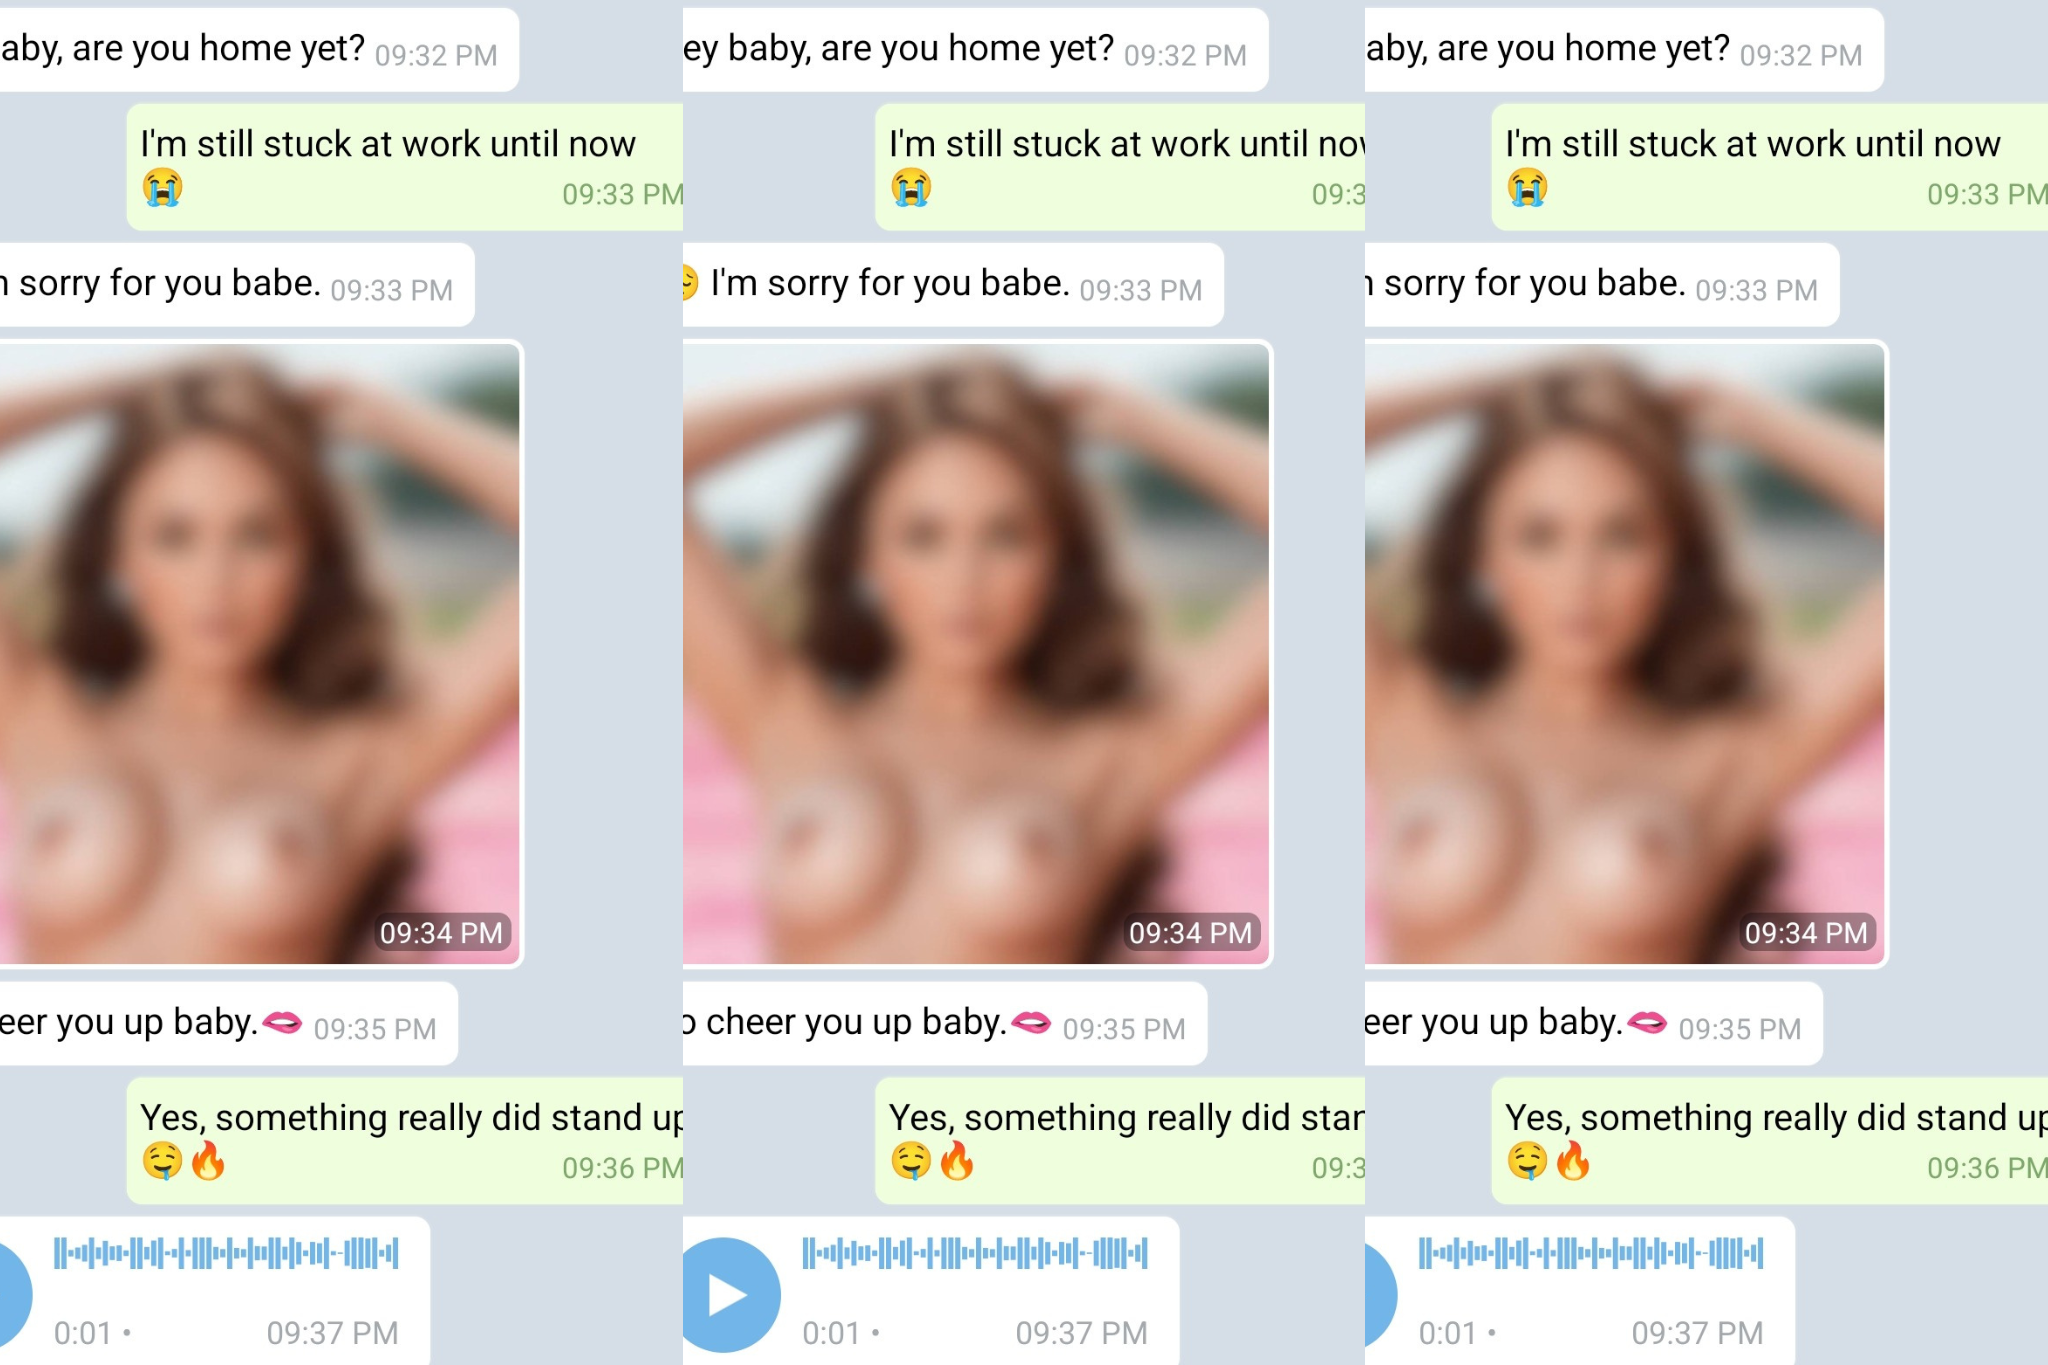 aby, are you home yet? 09:32 PM
I'm still stuck at work until now
😭 09:33 PM
sorry for you babe. 09:33 PM
09:34 PM
eer you up baby.🫦 09:35 PM
Yes, something really did stand up
🤤🔥 09:36 PM
0:01 • 09:37 PM
ey baby, are you home yet? 09:32 PM
I'm still stuck at work until now
😭 09:3
I'm sorry for you babe. 09:33 PM
09:34 PM
o cheer you up baby.🫦 09:35 PM
Yes, something really did stan
🤤🔥 09:3
0:01 • 09:37 PM
aby, are you home yet? 09:32 PM
I'm still stuck at work until now
😭 09:33 PM
sorry for you babe. 09:33 PM
09:34 PM
eer you up baby.🫦 09:35 PM
Yes, something really did stand up
🤤🔥 09:36 PM
0:01 • 09:37 PM